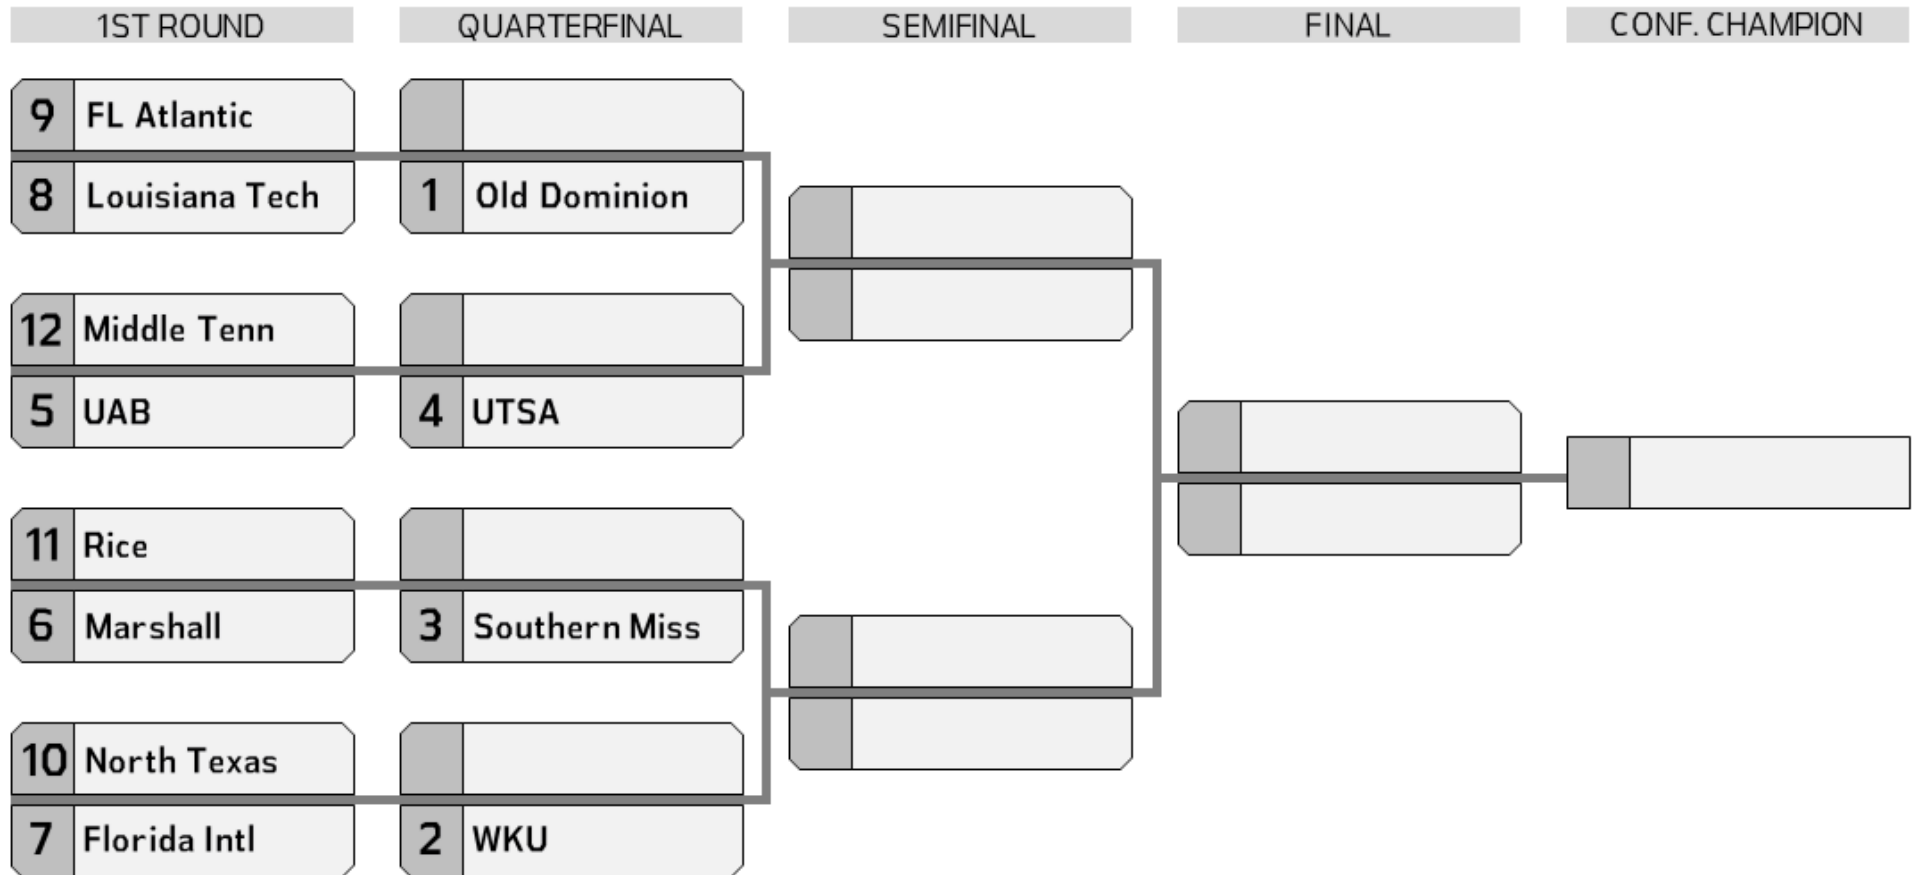 1ST ROUND QUARTERFINAL SEMIFINAL FINAL CONF. CHAMPION
9 FL Atlantic
8 Louisiana Tech 1 Old Dominion
12 Middle Tenn
5 UAB 4 UTSA
11 Rice
6 Marshall 3 Southern Miss
10 North Texas
7 Florida Intl 2 WKU